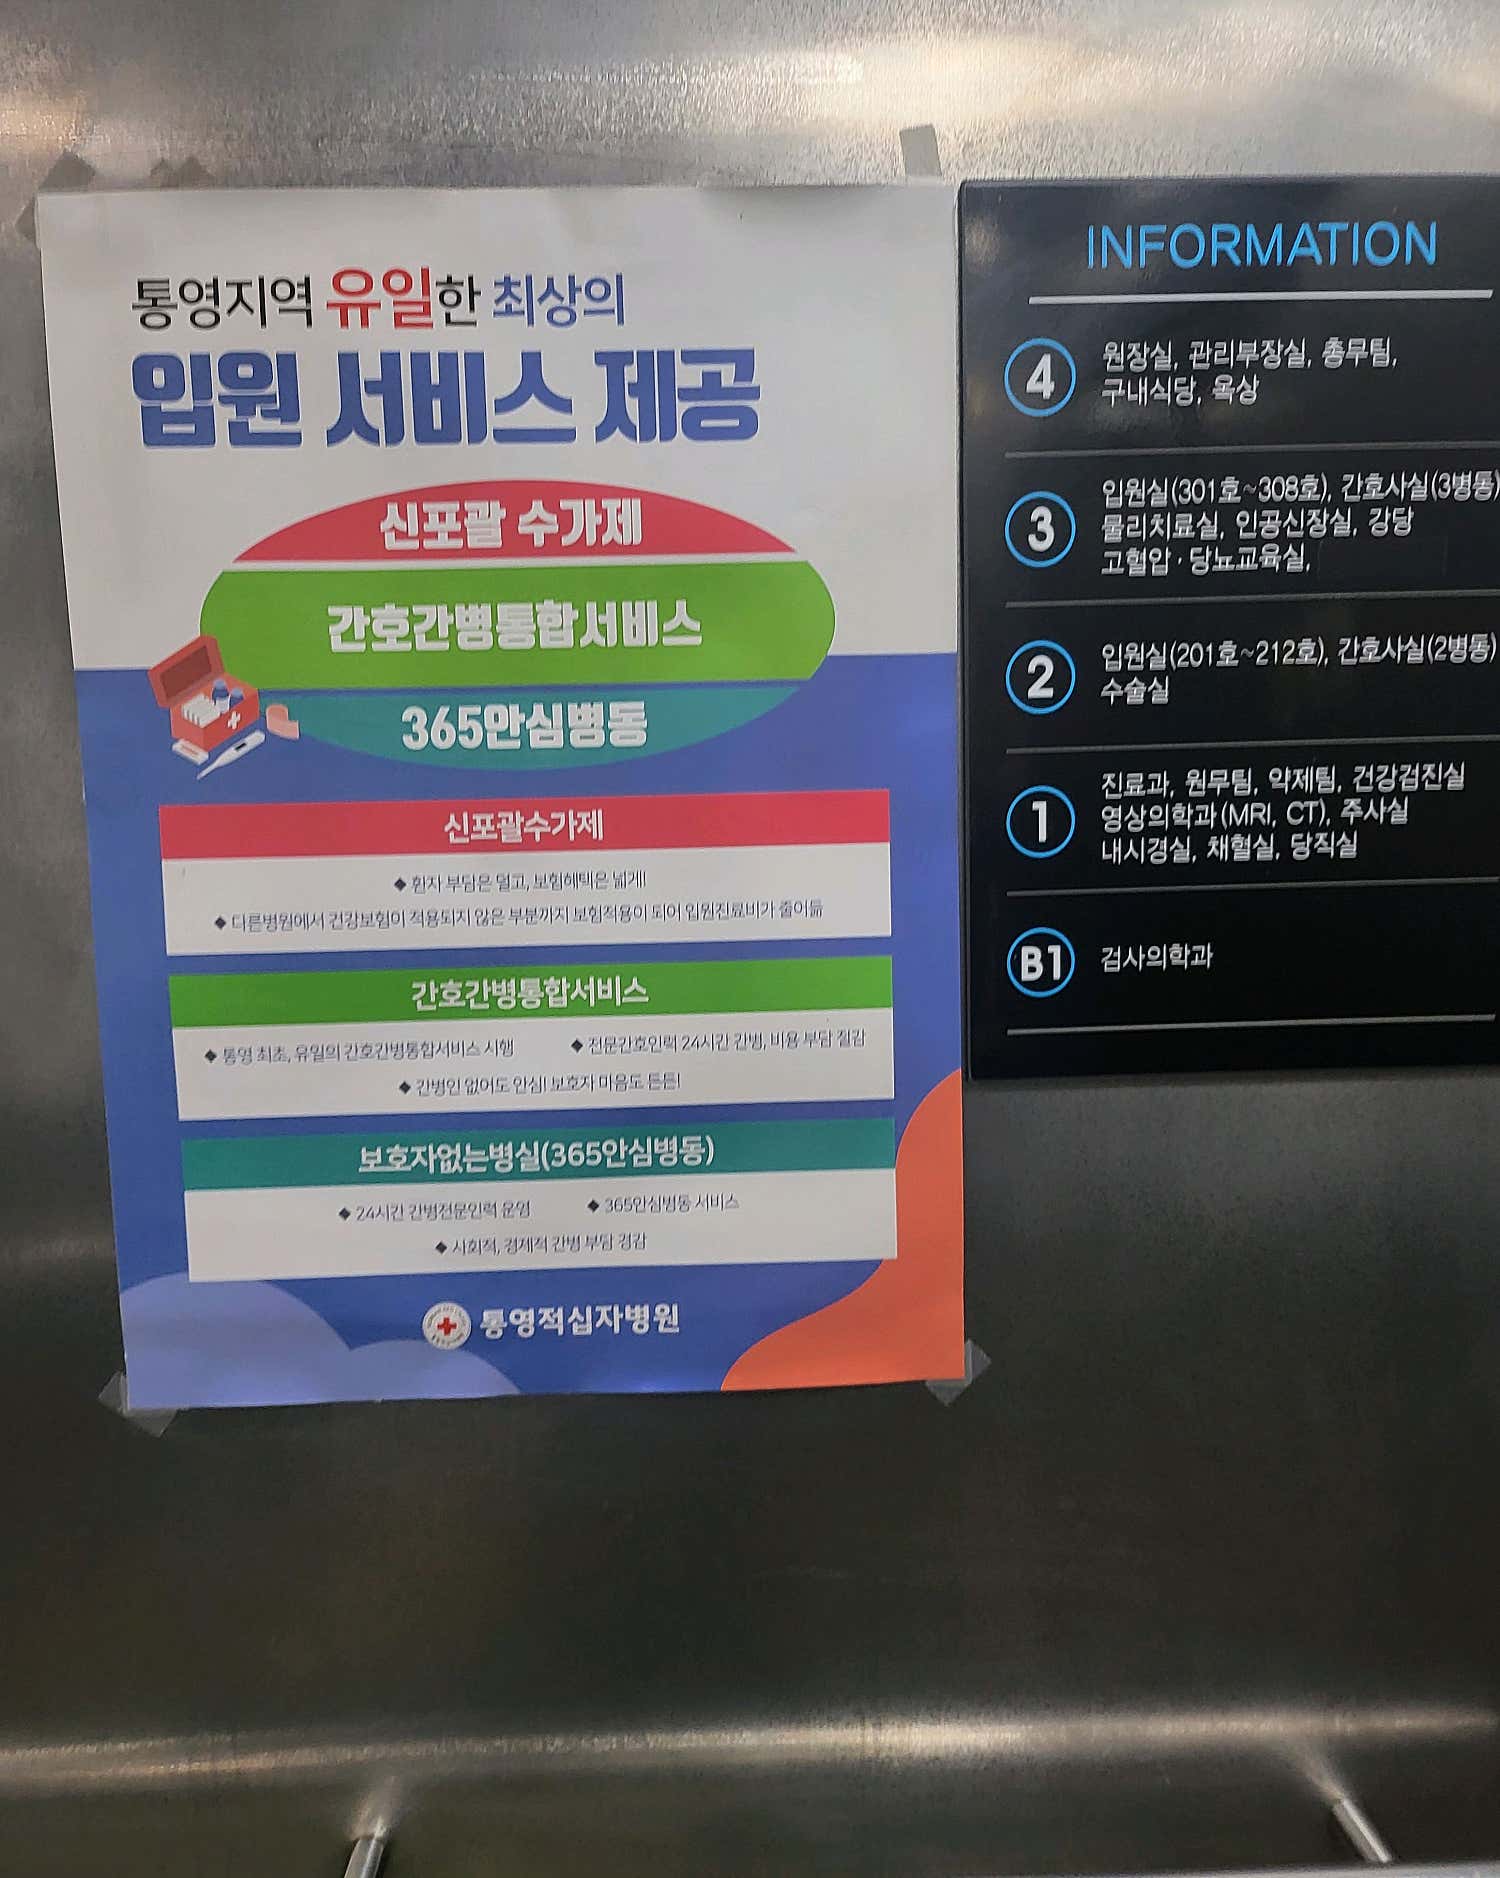 통영지역 유일한 최상의
입원 서비스 제공
신포괄 수가제
간호간병통합서비스
365안심병동
신포괄수가제
◆ 환자 부담은 덜고, 보험혜택은 넓게!
◆ 다른병원에서 건강보험이 적용되지 않은 부분까지 보험적용이 되어 입원진료비가 줄어듦
간호간병통합서비스
◆ 통영 최초, 유일의 간호간병통합서비스 시행 ◆ 전문간호인력 24시간 간병, 비용 부담 절감
◆ 간병인 없어도 안심! 보호자 마음도 든든!
보호자없는병실(365안심병동)
◆ 24시간 간병전문인력 운영 ◆ 365안심병동 서비스
◆ 사회적, 경제적 간병 부담 경감
통영적십자병원
INFORMATION
4 원장실, 관리부장실, 총무팀,
구내식당, 옥상
3 입원실(301호~308호), 간호사실(3병동)
물리치료실, 인공신장실, 강당
고혈압·당뇨교육실,
2 입원실(201호~212호), 간호사실(2병동)
수술실
1 진료과, 원무팀, 약제팀, 건강검진실
영상의학과(MRI, CT), 주사실
내시경실, 채혈실, 당직실
B1 검사의학과